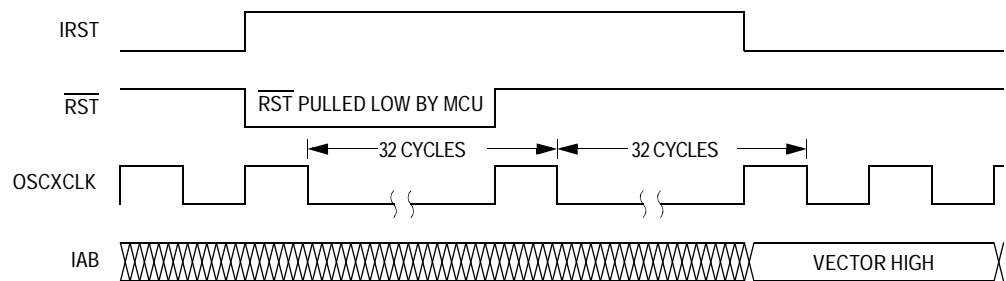 IRST
RST
RST PULLED LOW BY MCU
32 CYCLES
32 CYCLES
OSCXCLK
IAB
VECTOR HIGH